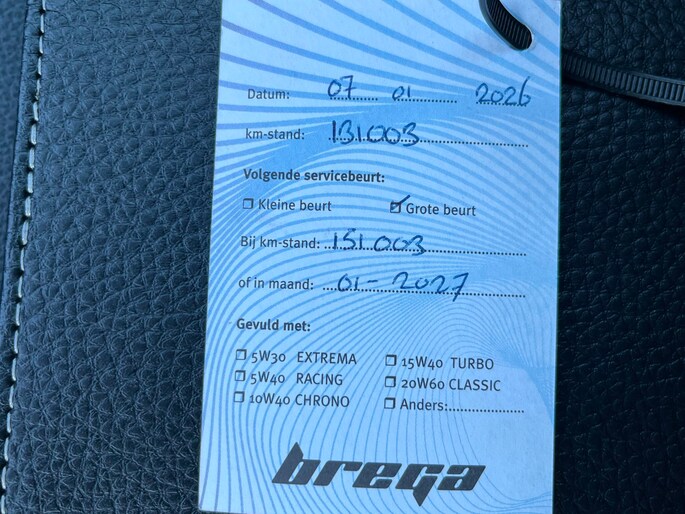 Datum: 07 01 2026
km-stand: 131.003
Volgende servicebeurt:
Kleine beurt Grote beurt
Bij km-stand: 151.003
of in maand: 01-2027
Gevuld met:
5W30 EXTREMA 15W40 TURBO
5W40 RACING 20W60 CLASSIC
10W40 CHRONO Anders:
brega